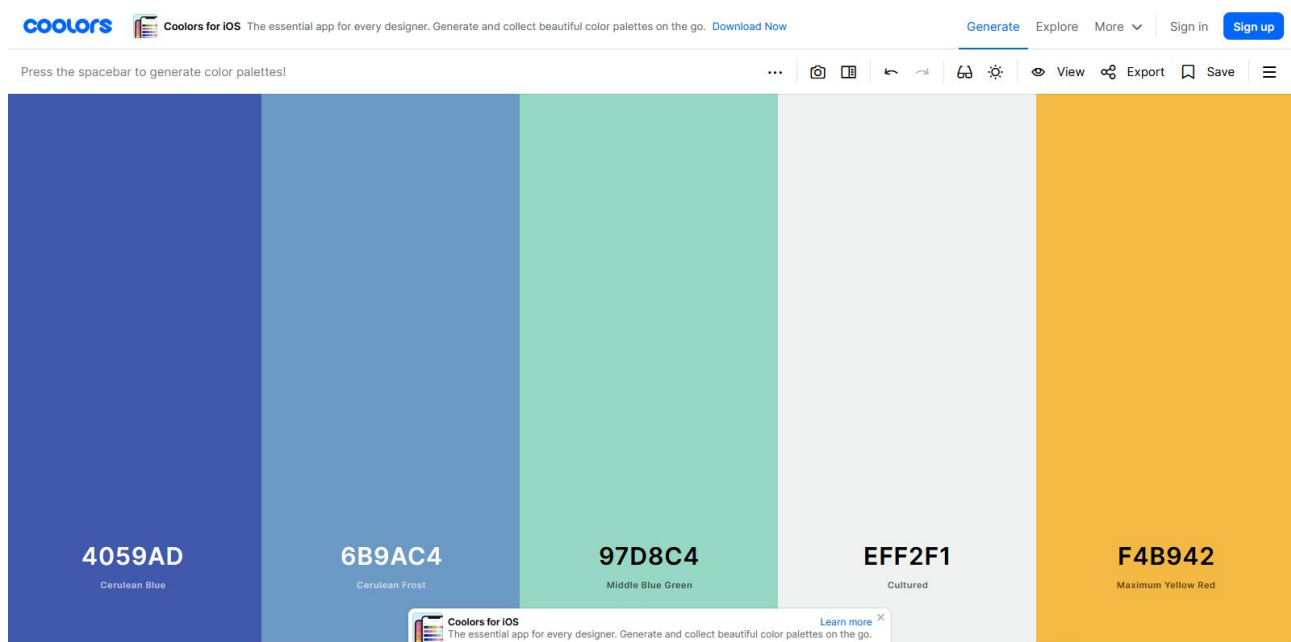 coolors
Coolors for iOS The essential app for every designer. Generate and collect beautiful color palettes on the go. Download Now
Generate Explore More Sign in Sign up
Press the spacebar to generate color palettes!
View Export Save
4059AD
Cerulean Blue
6B9AC4
Cerulean Frost
97D8C4
Middle Blue Green
EFF2F1
Cultured
F4B942
Maximum Yellow Red
Coolors for iOS Learn more
The essential app for every designer. Generate and collect beautiful color palettes on the go.